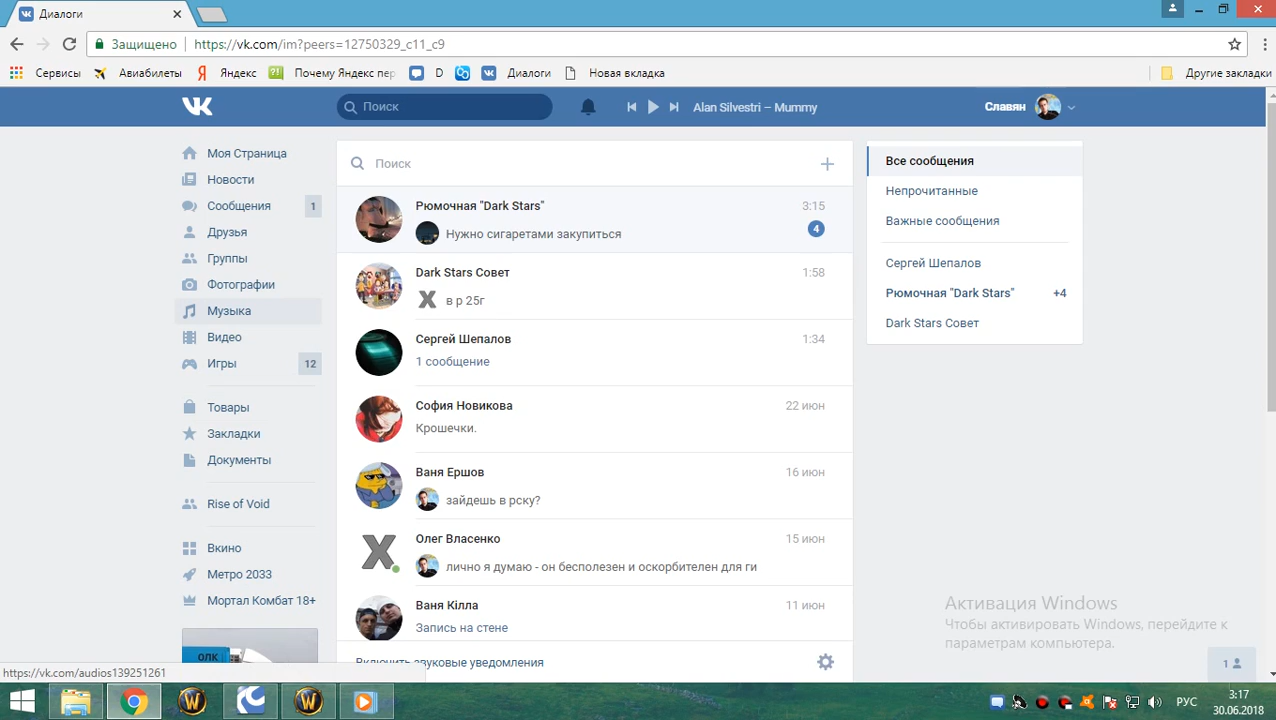 Диалоги
Защищено
https://vk.com/im?peers=12750329_c11_c9
Сервисы
Авиабилеты
Яндекс
Почему Яндекс пер
D
Диалоги
Новая вкладка
Другие закладки
Поиск
Alan Silvestri – Mummy
Славян
Моя Страница
Новости
Сообщения
1
Друзья
Группы
Фотографии
Музыка
Видео
Игры
12
Товары
Закладки
Документы
Rise of Void
Вкино
Метро 2033
Мортал Комбат 18+
ОЛК
Поиск
Рюмочная "Dark Stars"
3:15
Нужно сигаретами закупиться
4
Dark Stars Совет
1:58
в р 25г
Сергей Шепалов
1:34
1 сообщение
София Новикова
22 июн
Крошечки.
Ваня Ершов
16 июн
зайдешь в рску?
Олег Власенко
15 июн
лично я думаю - он бесполезен и оскорбителен для ги
Ваня Кілла
11 июн
Запись на стене
Включить звуковые уведомления
Все сообщения
Непрочитанные
Важные сообщения
Сергей Шепалов
Рюмочная "Dark Stars"
+4
Dark Stars Совет
Активация Windows
Чтобы активировать Windows, перейдите к
параметрам компьютера.
1
https://vk.com/audios139251261
РУС
3:17
30.06.2018